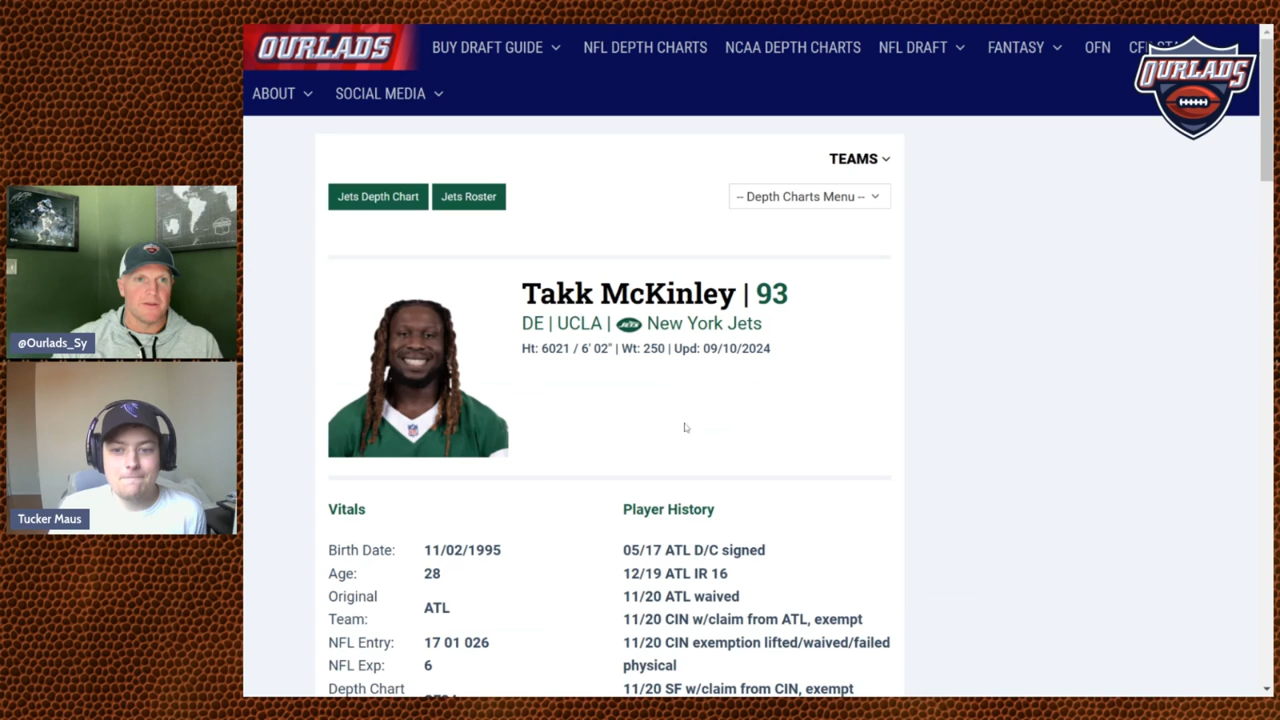 OURLADS
BUY DRAFT GUIDE
NFL DEPTH CHARTS
NCAA DEPTH CHARTS
NFL DRAFT
FANTASY
OFN
OURLADS
ABOUT
SOCIAL MEDIA
TEAMS
Jets Depth Chart
Jets Roster
-- Depth Charts Menu --
Takk McKinley | 93
DE | UCLA | JETS New York Jets
Ht: 6021 / 6' 02" | Wt: 250 | Upd: 09/10/2024
@Ourlads_Sy
Tucker Maus
Vitals
Birth Date: 11/02/1995
Age: 28
Original Team: ATL
NFL Entry: 17 01 026
NFL Exp: 6
Depth Chart
Player History
05/17 ATL D/C signed
12/19 ATL IR 16
11/20 ATL waived
11/20 CIN w/claim from ATL, exempt
11/20 CIN exemption lifted/waived/failed
physical
11/20 SF w/claim from CIN, exempt